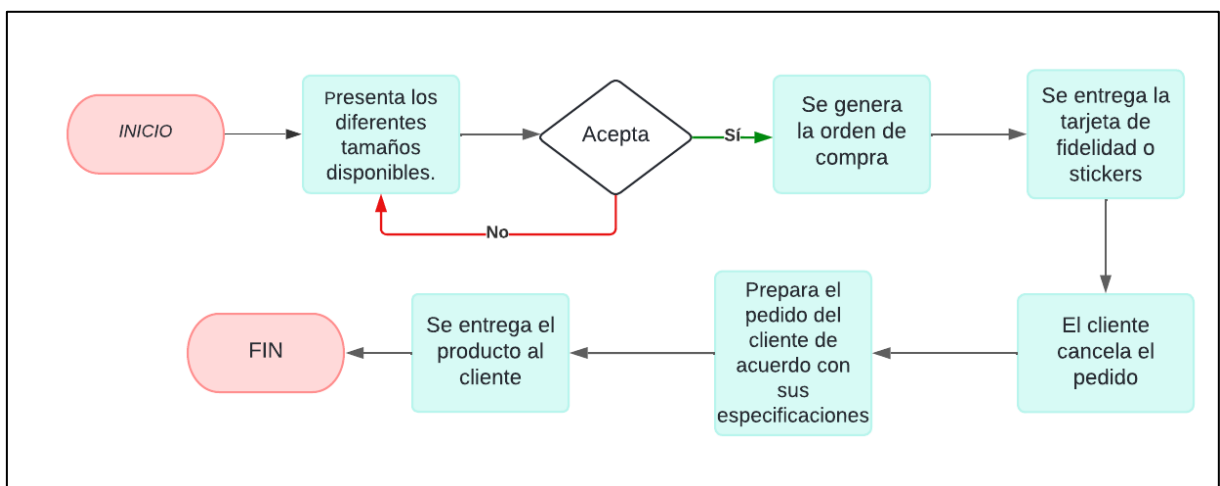 INICIO
Presenta los
diferentes
tamaños
disponibles.
Acepta
Sí
No
Se genera
la orden de
compra
Se entrega la
tarjeta de
fidelidad o
stickers
El cliente
cancela el
pedido
Prepara el
pedido del
cliente de
acuerdo con
sus
especificaciones
Se entrega el
producto al
cliente
FIN